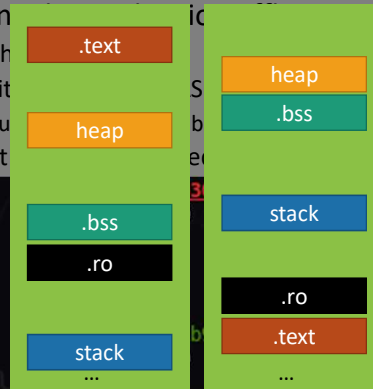 .text
heap
.bss
.ro
stack
...
heap
.bss
stack
.ro
.text
...